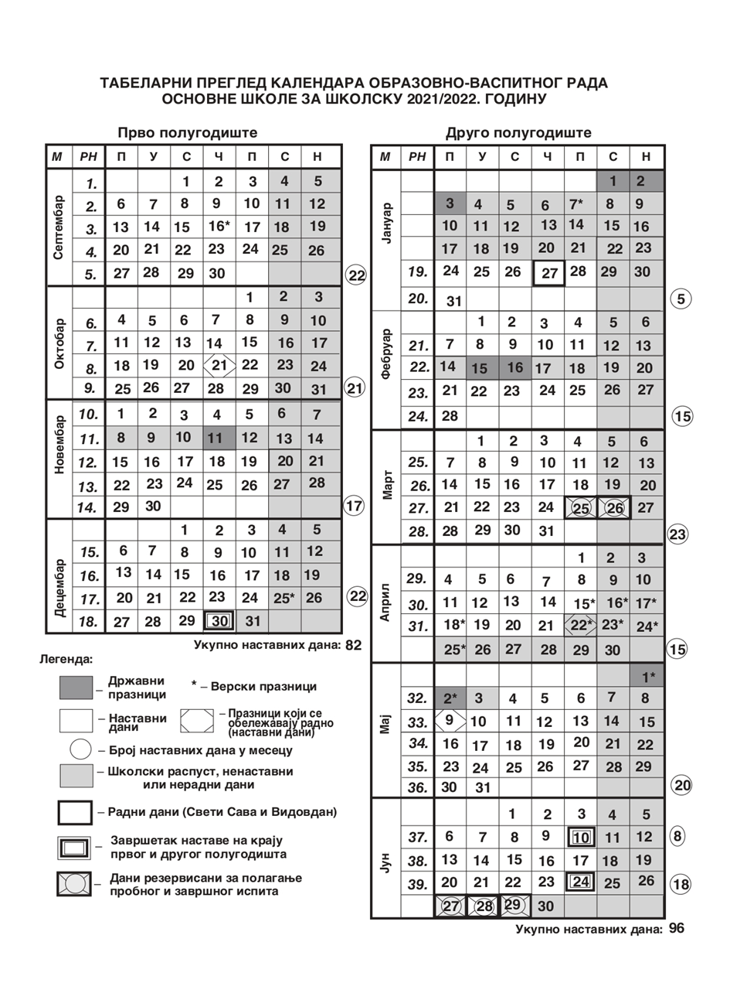 ТАБЕЛАРНИ ПРЕГЛЕД КАЛЕНДАРА ОБРАЗОВНО-ВАСПИТНОГ РАДА
ОСНОВНЕ ШКОЛЕ ЗА ШКОЛСКУ 2021/2022. ГОДИНУ
Прво полугодиште
М РН П У С Ч П С Н
Септембар
1. 1 2 3 4 5
2. 6 7 8 9 10 11 12
3. 13 14 15 16* 17 18 19
4. 20 21 22 23 24 25 26
5. 27 28 29 30 22
Октобар
1 2 3
6. 4 5 6 7 8 9 10
7. 11 12 13 14 15 16 17
8. 18 19 20 21 22 23 24
9. 25 26 27 28 29 30 31 21
Новембар
10. 1 2 3 4 5 6 7
11. 8 9 10 11 12 13 14
12. 15 16 17 18 19 20 21
13. 22 23 24 25 26 27 28
14. 29 30 17
Децембар
1 2 3 4 5
15. 6 7 8 9 10 11 12
16. 13 14 15 16 17 18 19
17. 20 21 22 23 24 25* 26 22
18. 27 28 29 30 31
Укупно наставних дана: 82
Легенда:
– Државни
празници
* – Верски празници
– Наставни
дани
– Празници који се
обележавају радно
(наставни дани)
– Број наставних дана у месецу
– Школски распуст, ненаставни
или нерадни дани
– Радни дани (Свети Сава и Видовдан)
– Завршетак наставе на крају
првог и другог полугодишта
– Дани резервисани за полагање
пробног и завршног испита
Друго полугодиште
М РН П У С Ч П С Н
Јануар
1 2
3 4 5 6 7* 8 9
10 11 12 13 14 15 16
17 18 19 20 21 22 23
19. 24 25 26 27 28 29 30
20. 31 5
Фебруар
1 2 3 4 5 6
21. 7 8 9 10 11 12 13
22. 14 15 16 17 18 19 20
23. 21 22 23 24 25 26 27
24. 28 15
Март
1 2 3 4 5 6
25. 7 8 9 10 11 12 13
26. 14 15 16 17 18 19 20
27. 21 22 23 24 25 26 27
28. 28 29 30 31 23
Април
1 2 3
29. 4 5 6 7 8 9 10
30. 11 12 13 14 15* 16* 17*
31. 18* 19 20 21 22* 23* 24*
25* 26 27 28 29 30 15
Мај
1*
32. 2* 3 4 5 6 7 8
33. 9 10 11 12 13 14 15
34. 16 17 18 19 20 21 22
35. 23 24 25 26 27 28 29
36. 30 31 20
Јун
1 2 3 4 5
37. 6 7 8 9 10 11 12 8
38. 13 14 15 16 17 18 19
39. 20 21 22 23 24 25 26 18
27 28 29 30
Укупно наставних дана: 96